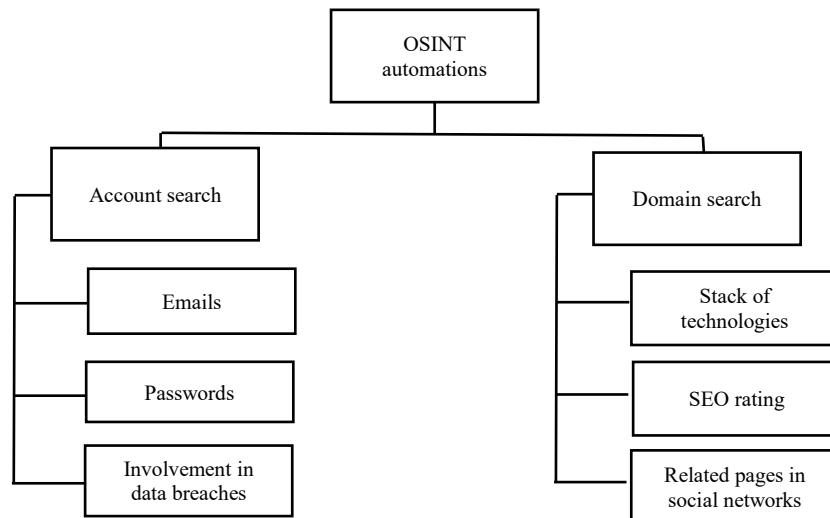 OSINT
automations
Account search
Emails
Passwords
Involvement in
data breaches
Domain search
Stack of
technologies
SEO rating
Related pages in
social networks